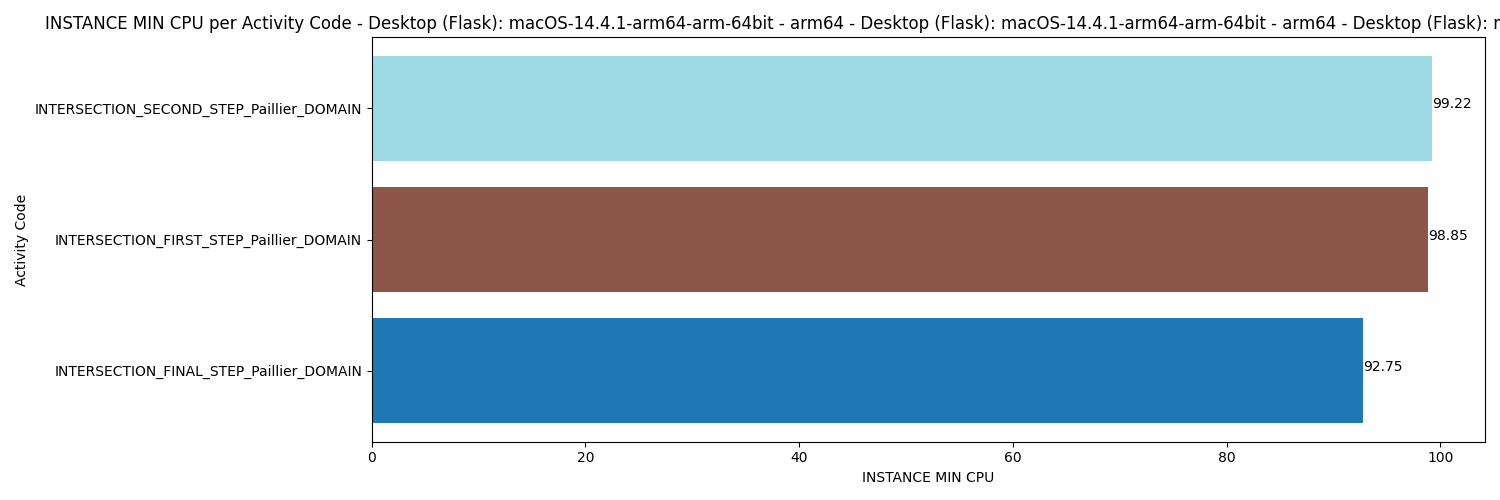 INSTANCE MIN CPU per Activity Code - Desktop (Flask): macOS-14.4.1-arm64-arm-64bit - arm64 - Desktop (Flask): macOS-14.4.1-arm64-arm-64bit - arm64 - Desktop (Flask):
INTERSECTION_SECOND_STEP_Paillier_DOMAIN
99.22
INTERSECTION_FIRST_STEP_Paillier_DOMAIN
98.85
INTERSECTION_FINAL_STEP_Paillier_DOMAIN
92.75
Activity Code
0 20 40 60 80 100
INSTANCE MIN CPU